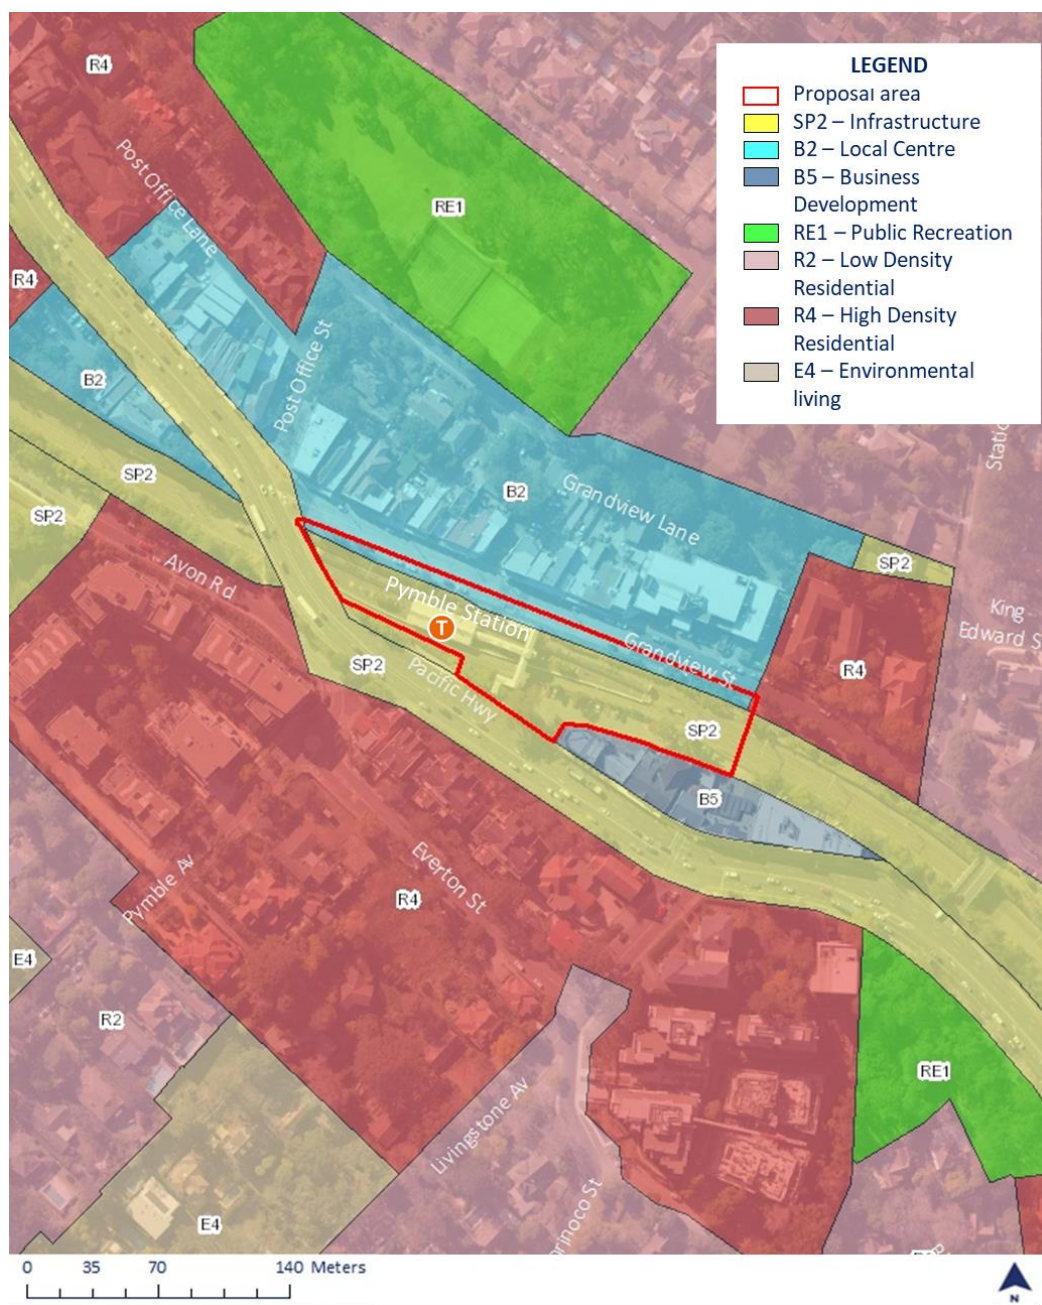 LEGEND
Proposal area
SP2 – Infrastructure
B2 – Local Centre
B5 – Business
Development
RE1 – Public Recreation
R2 – Low Density
Residential
R4 – High Density
Residential
E4 – Environmental
living
R4
Post Office Lane
RE1
R4
B2
Post Office St
SP2
SP2
B2
Grandview Lane
SP2
Avon Rd
Pymble Station
T
King
Edward S
Grandview St
SP2
Pacific Hwy
R4
SP2
B5
Pymble Av
Everton St
R4
E4
R2
RE1
Livingstone Av
E4
0 35 70 140 Meters
N